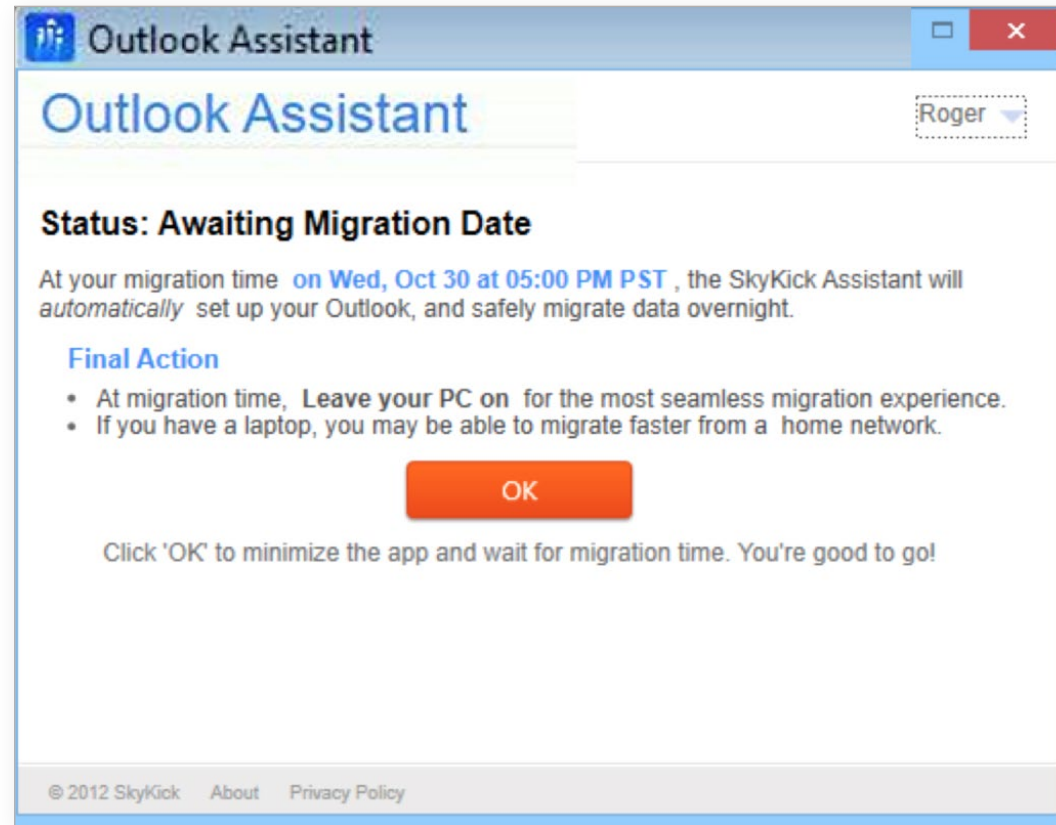 Outlook Assistant
Outlook Assistant
Roger
Status: Awaiting Migration Date
At your migration time on Wed, Oct 30 at 05:00 PM PST , the SkyKick Assistant will
automatically set up your Outlook, and safely migrate data overnight.
Final Action
• At migration time, Leave your PC on for the most seamless migration experience.
• If you have a laptop, you may be able to migrate faster from a home network.
OK
Click 'OK' to minimize the app and wait for migration time. You're good to go!
© 2012 SkyKick About Privacy Policy